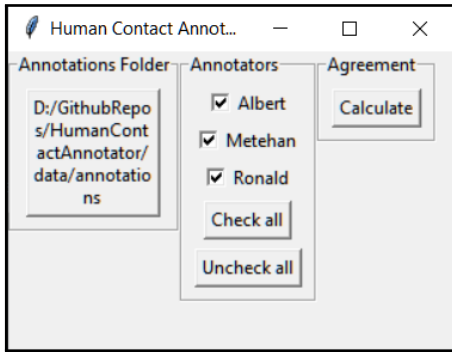 Human Contact Annot...
Annotations Folder
D:/GithubRepo
s/HumanCont
actAnnotator/
data/annotatio
ns
Annotators
Albert
Metehan
Ronald
Check all
Uncheck all
Agreement
Calculate